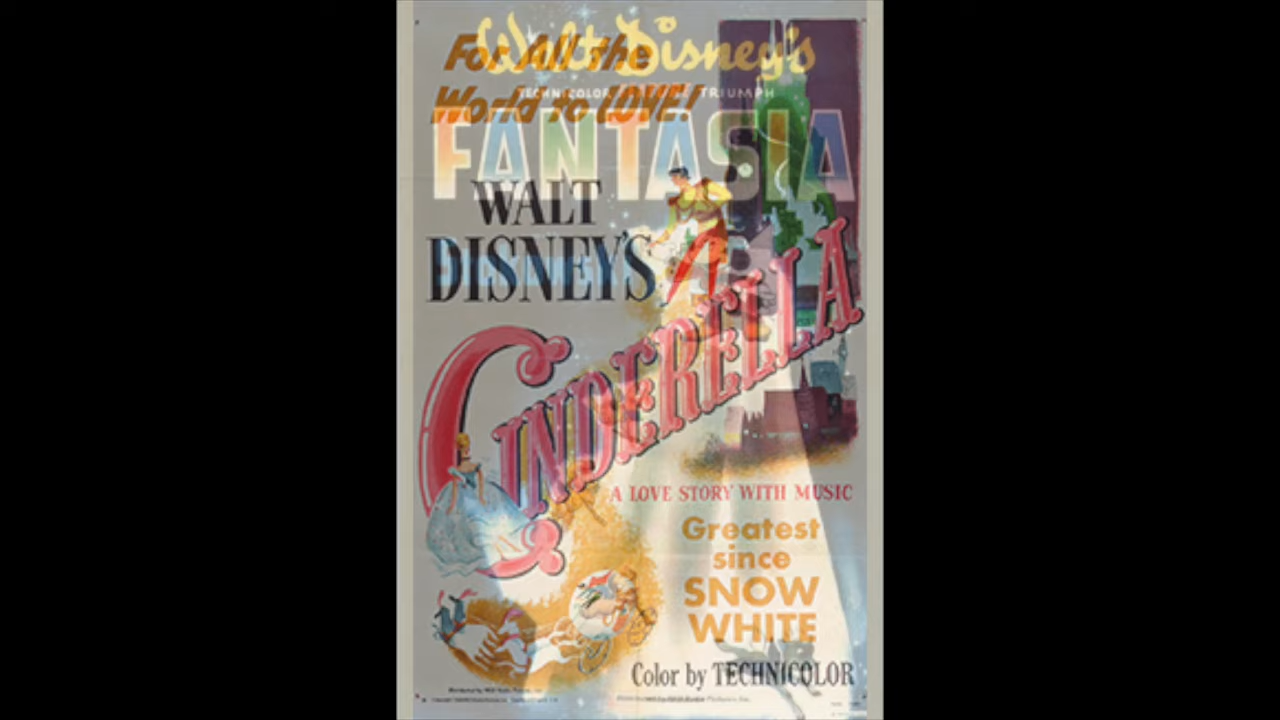 Walt Disney's
For All the
World to LOVE!
TECHNICOLOR TRIUMPH
FANTASIA
WALT
DISNEY'S
CINDERELLA
A LOVE STORY WITH MUSIC
Greatest
since
SNOW
WHITE
Color by TECHNICOLOR